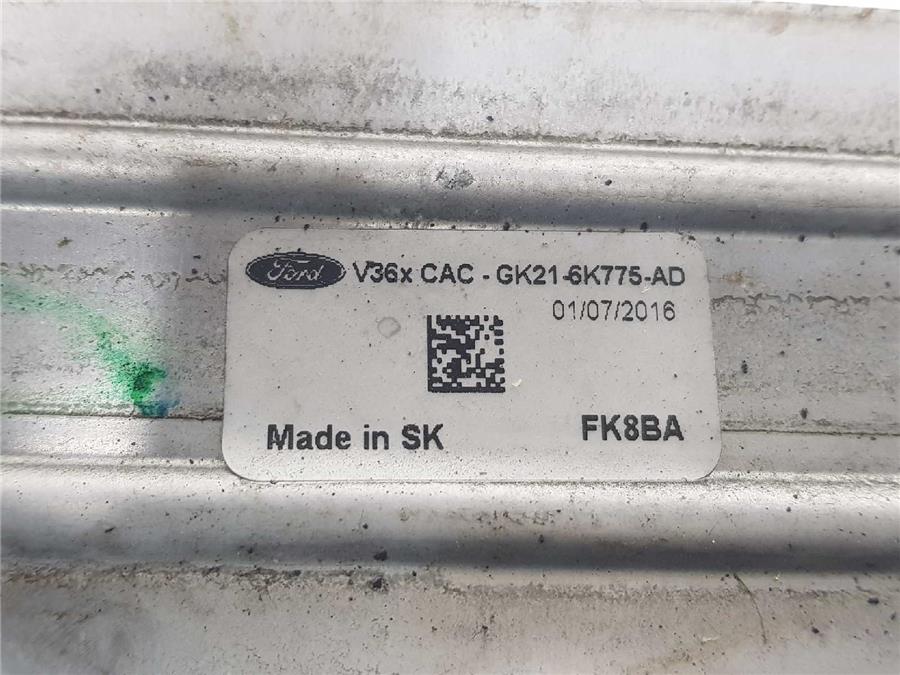 Ford V36x CAC - GK21-6K775-AD
01/07/2016
Made in SK FK8BA